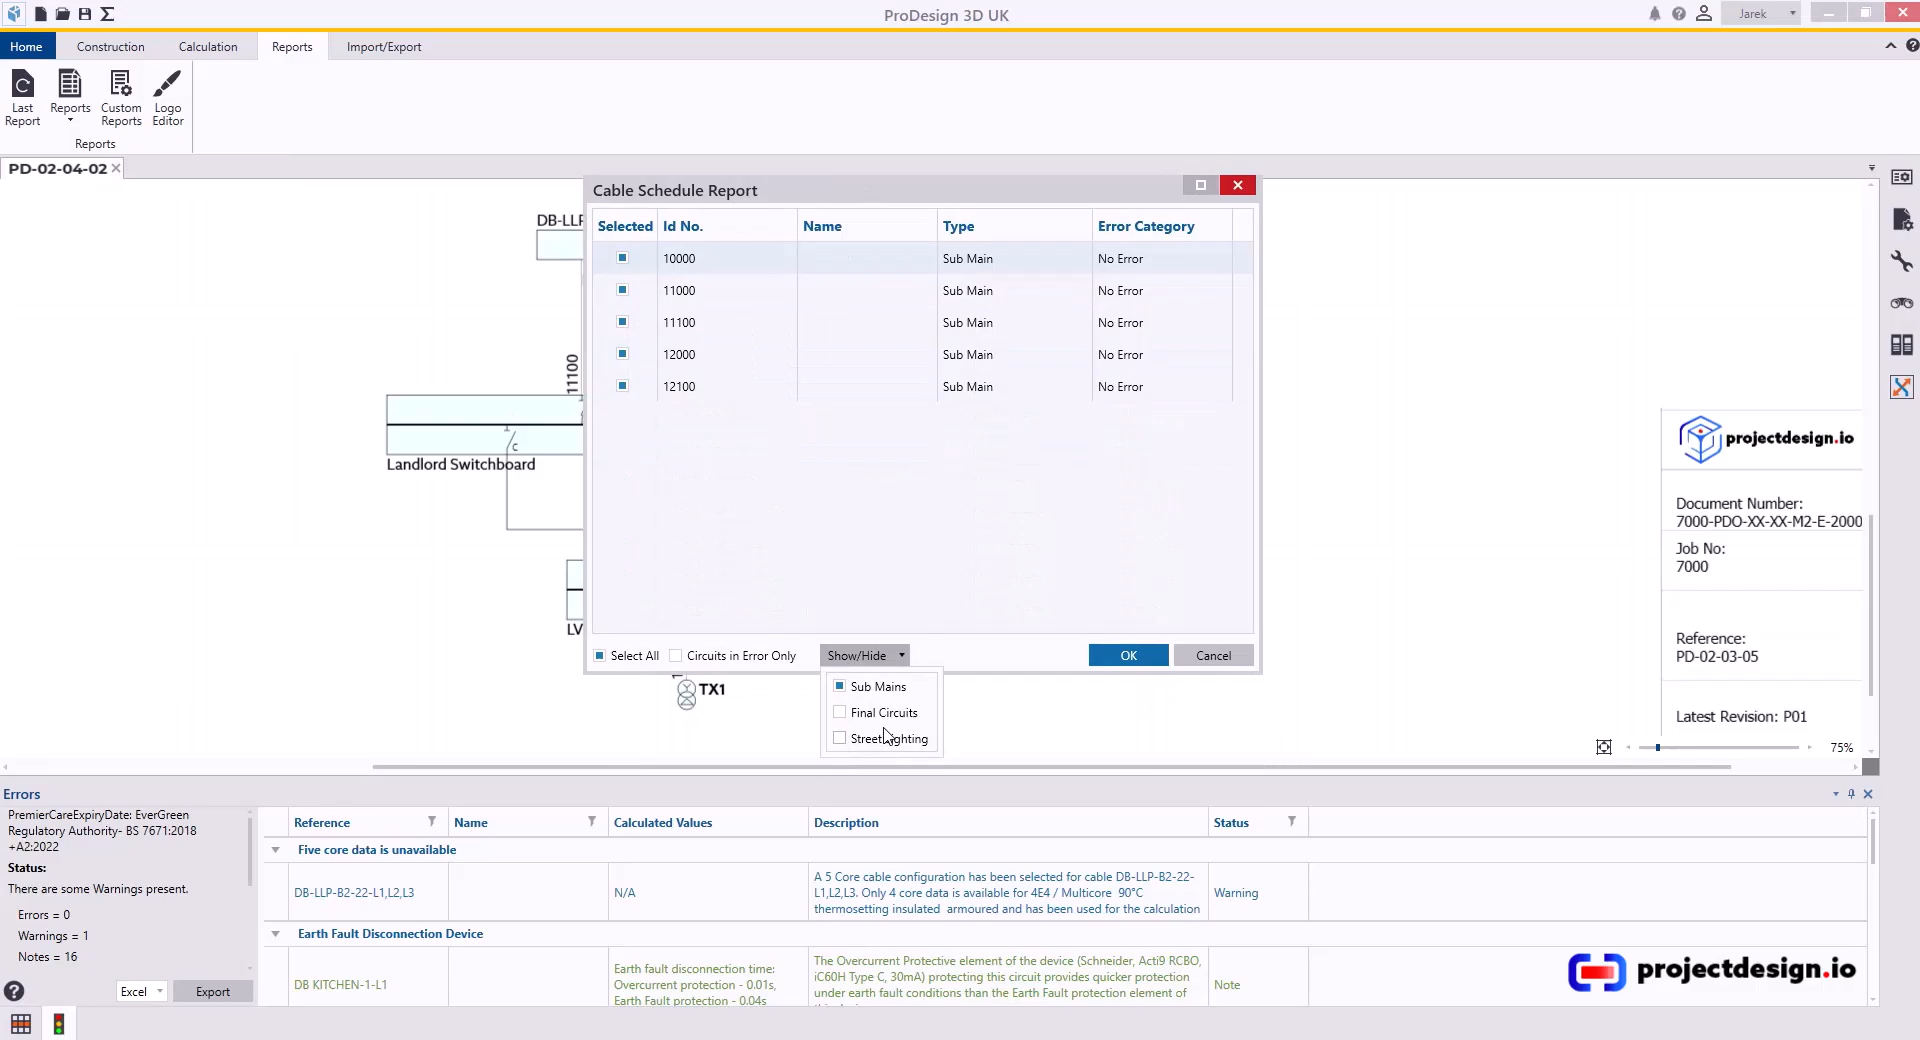 ProDesign 3D UK
Jarek
Home
Construction
Calculation
Reports
Import/Export
Last
Report
Reports
Custom
Reports
Logo
Editor
Reports
PD-02-04-02
Cable Schedule Report
Selected Id No. Name Type Error Category
10000 Sub Main No Error
11000 Sub Main No Error
11100 Sub Main No Error
12000 Sub Main No Error
12100 Sub Main No Error
Select All
Circuits in Error Only
Show/Hide
OK
Cancel
Sub Mains
Final Circuits
Street Lighting
DB-LLP
11100
C
Landlord Switchboard
LV
TX1
projectdesign.io
Document Number:
7000-PDO-XX-XX-M2-E-2000
Job No:
7000
Reference:
PD-02-03-05
Latest Revision: P01
75%
Errors
PremierCareExpiryDate: EverGreen
Regulatory Authority- BS 7671:2018
+A2:2022
Status:
There are some Warnings present.
Errors = 0
Warnings = 1
Notes = 16
Excel
Export
Reference Name Calculated Values Description Status
Five core data is unavailable
DB-LLP-B2-22-L1,L2,L3
N/A
A 5 Core cable configuration has been selected for cable DB-LLP-B2-22-
L1,L2,L3. Only 4 core data is available for 4E4 / Multicore 90°C
thermosetting insulated armoured and has been used for the calculation
Warning
Earth Fault Disconnection Device
DB KITCHEN-1-L1
Earth fault disconnection time:
Overcurrent protection - 0.01s,
Earth Fault protection - 0.04s
The Overcurrent Protective element of the device (Schneider, Acti9 RCBO,
iC60H Type C, 30mA) protecting this circuit provides quicker protection
under earth fault conditions than the Earth Fault protection element of
Note
projectdesign.io